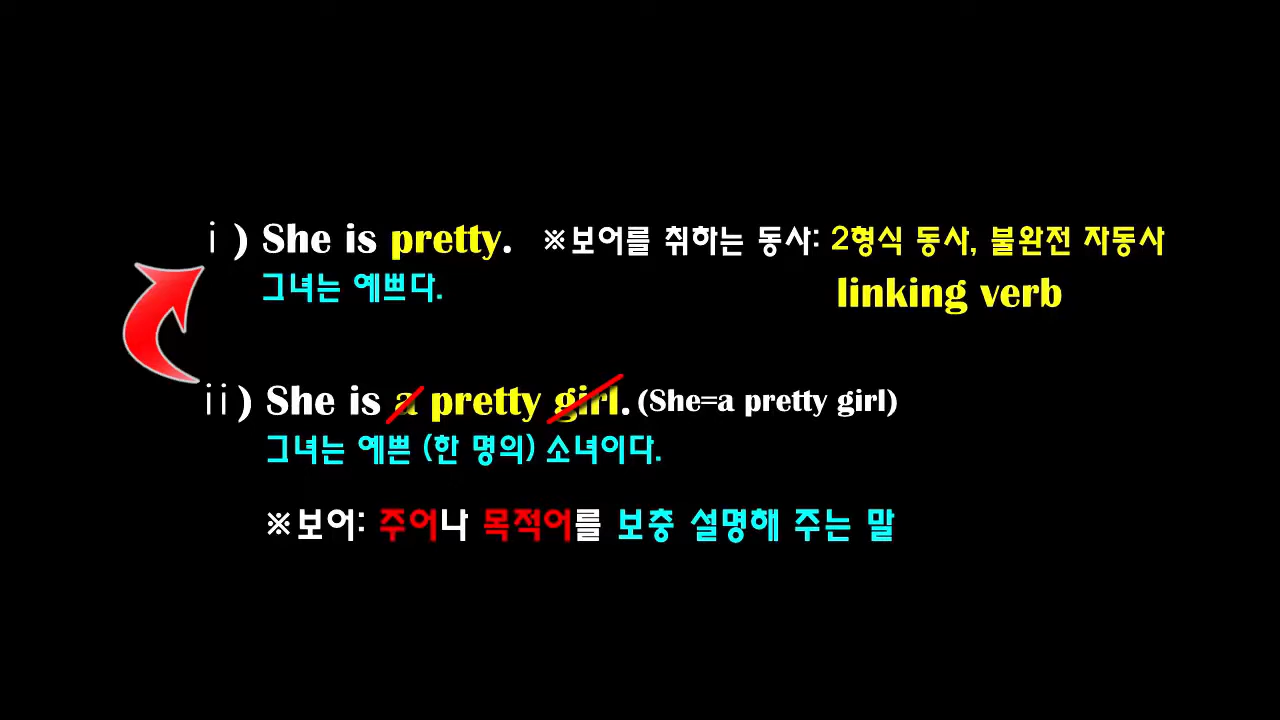 ⅰ) She is pretty. ※보어를 취하는 동사: 2형식 동사, 불완전 자동사
그녀는 예쁘다. linking verb
ⅱ) She is a pretty girl. (She=a pretty girl)
그녀는 예쁜 (한 명의) 소녀이다.
※보어: 주어나 목적어를 보충 설명해 주는 말